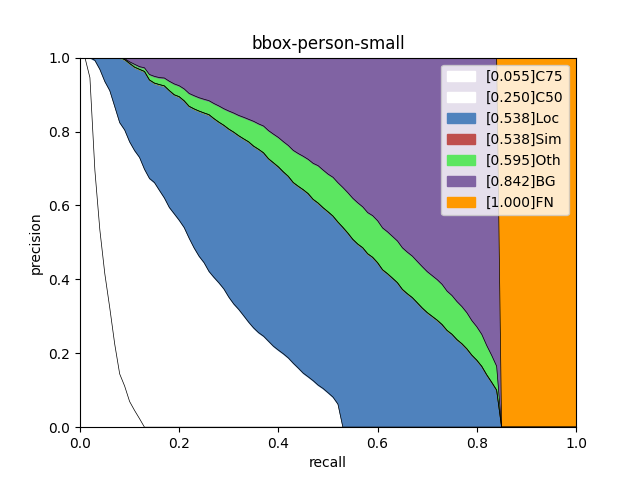 bbox-person-small
1.0
0.8
0.6
0.4
0.2
0.0
precision
[0.055]C75
[0.250]C50
[0.538]Loc
[0.538]Sim
[0.595]Oth
[0.842]BG
[1.000]FN
0.0 0.2 0.4 0.6 0.8 1.0
recall